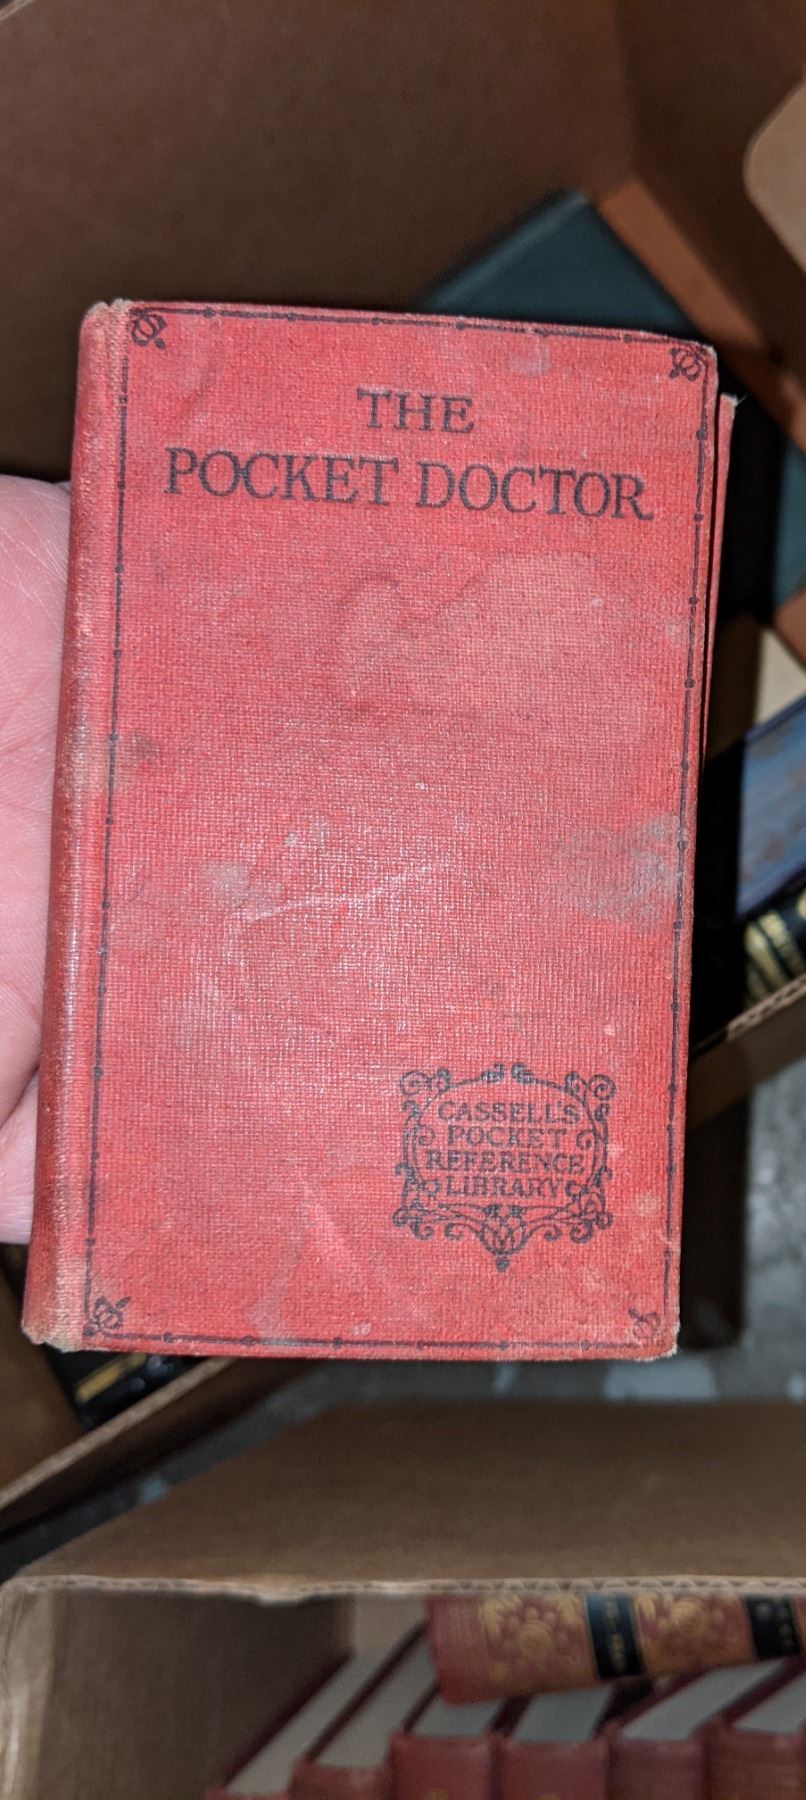 THE
POCKET DOCTOR
CASSELL'S
POCKET
REFERENCE
LIBRARY